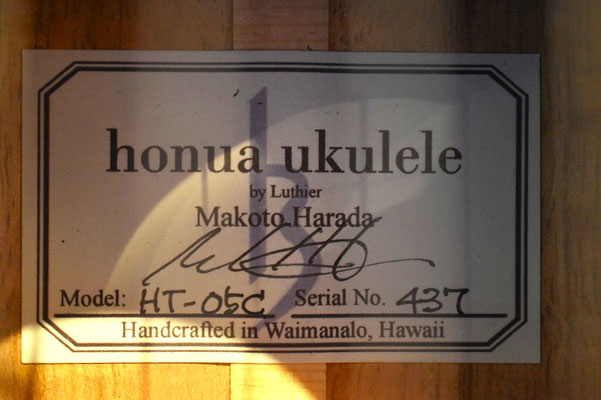 honua ukulele
by Luthier
Makoto Harada
Model: HT-05C Serial No. 437
Handcrafted in Waimanalo, Hawaii